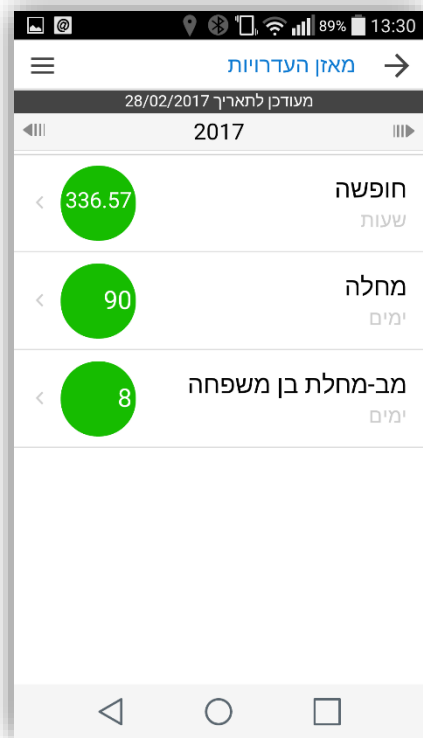 89% 13:30
מאזן העדרויות
מעודכן לתאריך 28/02/2017
2017
חופשה
336.57
שעות
מחלה
90
ימים
מב-מחלת בן משפחה
8
ימים